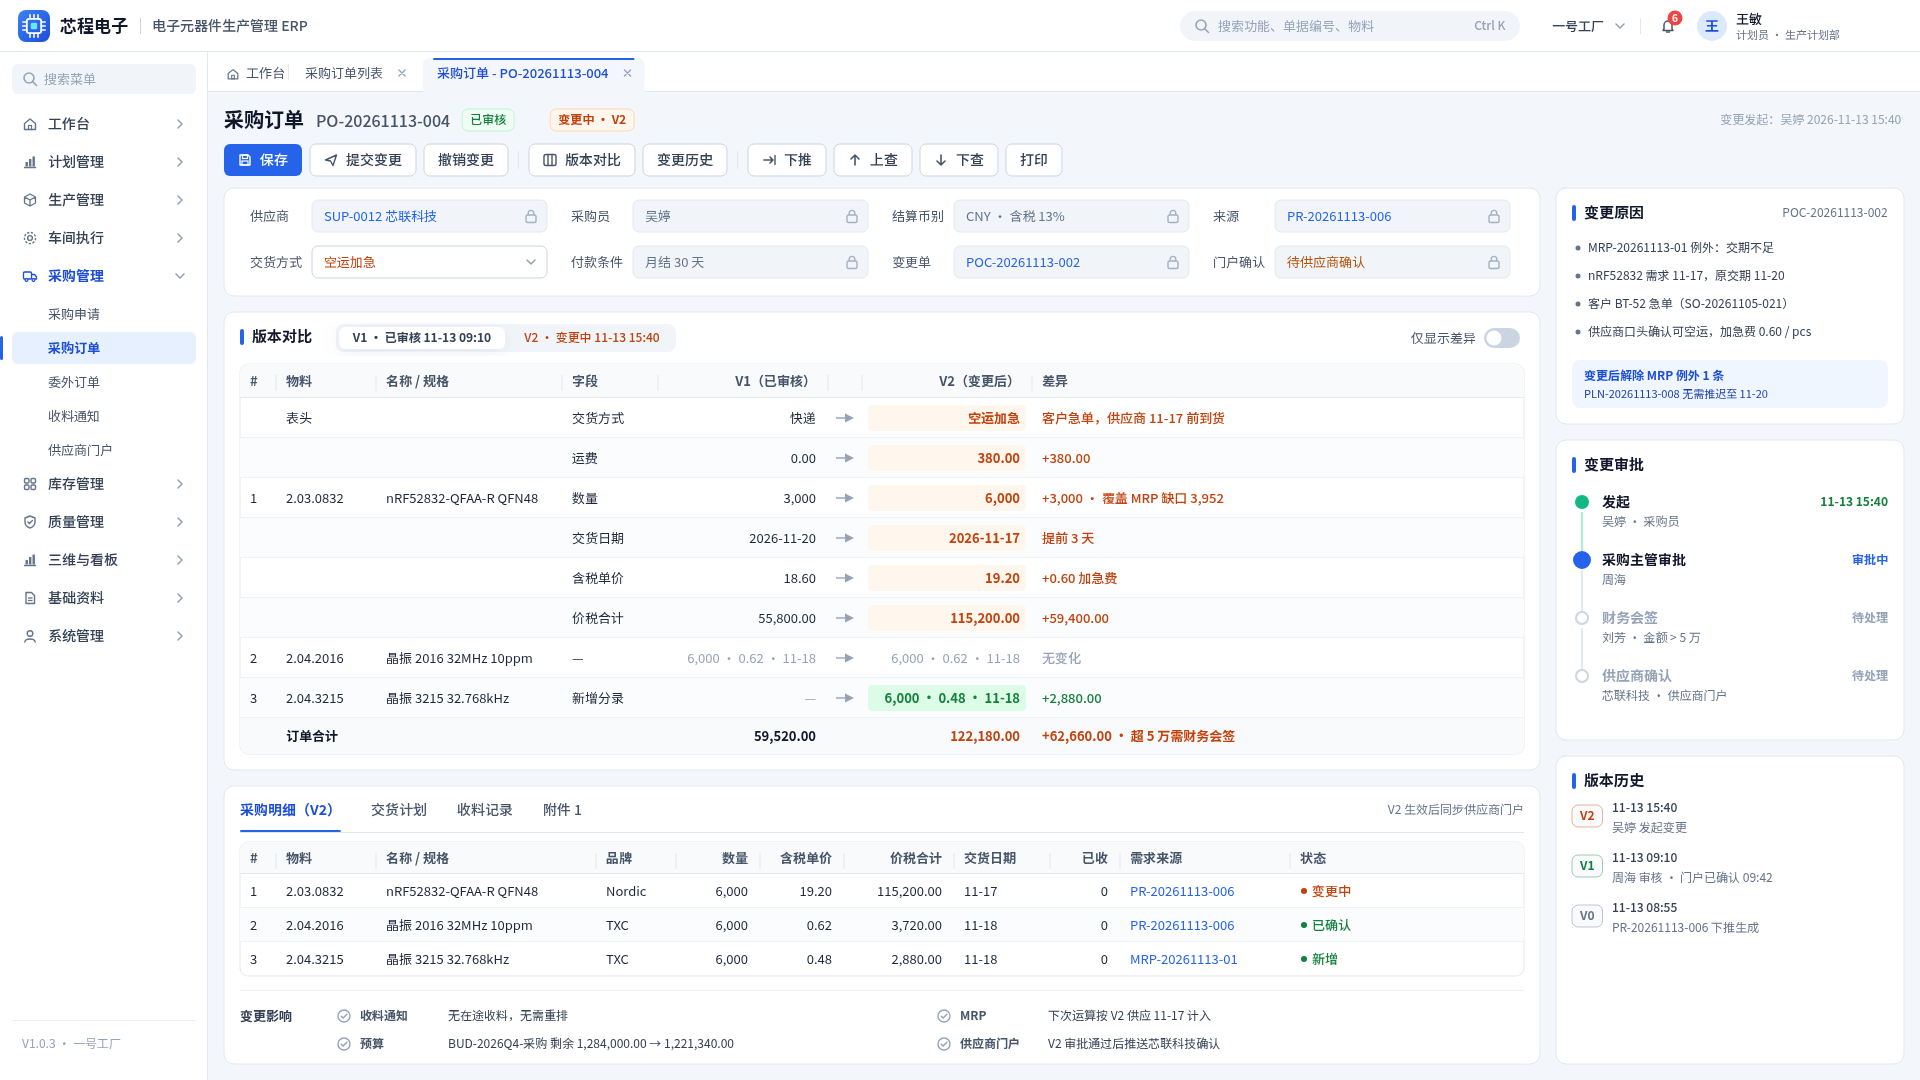 芯程电子 电子元器件生产管理 ERP 搜索功能、单据编号、物料 Ctrl K 一号工厂 6 王 王敏
计划员 · 生产计划部
搜索菜单
工作台
计划管理
生产管理
车间执行
采购管理
采购申请
采购订单
委外订单
收料通知
供应商门户
库存管理
质量管理
三维与看板
基础资料
系统管理
V1.0.3 · 一号工厂
工作台 采购订单列表 采购订单 - PO-20261113-004
采购订单 PO-20261113-004 已审核 变更中 · V2 变更发起：吴婷 2026-11-13 15:40
保存 提交变更 撤销变更 版本对比 变更历史 下推 上查 下查 打印
供应商 SUP-0012 芯联科技 采购员 吴婷 结算币别 CNY · 含税 13% 来源 PR-20261113-006
交货方式 空运加急 付款条件 月结 30 天 变更单 POC-20261113-002 门户确认 待供应商确认
版本对比 V1 · 已审核 11-13 09:10 V2 · 变更中 11-13 15:40 仅显示差异
# 物料 名称 / 规格 字段 V1（已审核） V2（变更后） 差异
表头 交货方式 快递 空运加急 客户急单，供应商 11-17 前到货
运费 0.00 380.00 +380.00
1 2.03.0832 nRF52832-QFAA-R QFN48 数量 3,000 6,000 +3,000 · 覆盖 MRP 缺口 3,952
交货日期 2026-11-20 2026-11-17 提前 3 天
含税单价 18.60 19.20 +0.60 加急费
价税合计 55,800.00 115,200.00 +59,400.00
2 2.04.2016 晶振 2016 32MHz 10ppm — 6,000 · 0.62 · 11-18 6,000 · 0.62 · 11-18 无变化
3 2.04.3215 晶振 3215 32.768kHz 新增分录 — 6,000 · 0.48 · 11-18 +2,880.00
订单合计 59,520.00 122,180.00 +62,660.00 · 超 5 万需财务会签
采购明细（V2） 交货计划 收料记录 附件 1 V2 生效后同步供应商门户
# 物料 名称 / 规格 品牌 数量 含税单价 价税合计 交货日期 已收 需求来源 状态
1 2.03.0832 nRF52832-QFAA-R QFN48 Nordic 6,000 19.20 115,200.00 11-17 0 PR-20261113-006 变更中
2 2.04.2016 晶振 2016 32MHz 10ppm TXC 6,000 0.62 3,720.00 11-18 0 PR-20261113-006 已确认
3 2.04.3215 晶振 3215 32.768kHz TXC 6,000 0.48 2,880.00 11-18 0 MRP-20261113-01 新增
变更影响 收料通知 无在途收料，无需重排 MRP 下次运算按 V2 供应 11-17 计入
预算 BUD-2026Q4-采购 剩余 1,284,000.00 → 1,221,340.00 供应商门户 V2 审批通过后推送芯联科技确认
变更原因 POC-20261113-002
MRP-20261113-01 例外：交期不足
nRF52832 需求 11-17，原交期 11-20
客户 BT-52 急单（SO-20261105-021）
供应商口头确认可空运，加急费 0.60 / pcs
变更后解除 MRP 例外 1 条
PLN-20261113-008 无需推迟至 11-20
变更审批
发起 11-13 15:40
吴婷 · 采购员
采购主管审批 审批中
周海
财务会签 待处理
刘芳 · 金额 > 5 万
供应商确认 待处理
芯联科技 · 供应商门户
版本历史
V2 11-13 15:40
吴婷 发起变更
V1 11-13 09:10
周海 审核 · 门户已确认 09:42
V0 11-13 08:55
PR-20261113-006 下推生成